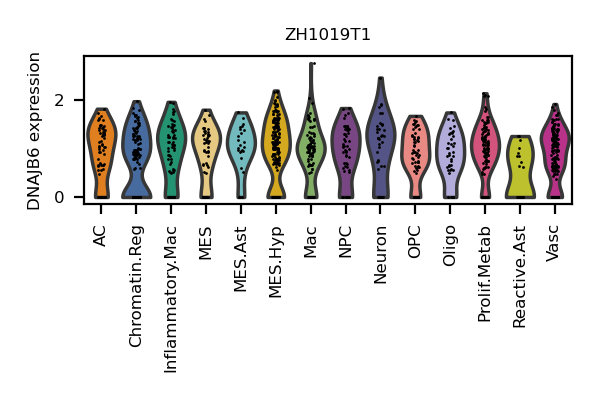 ZH1019T1
DNAJB6 expression
2
0
AC
Chromatin.Reg
Inflammatory.Mac
MES
MES.Ast
MES.Hyp
Mac
NPC
Neuron
OPC
Oligo
Prolif.Metab
Reactive.Ast
Vasc